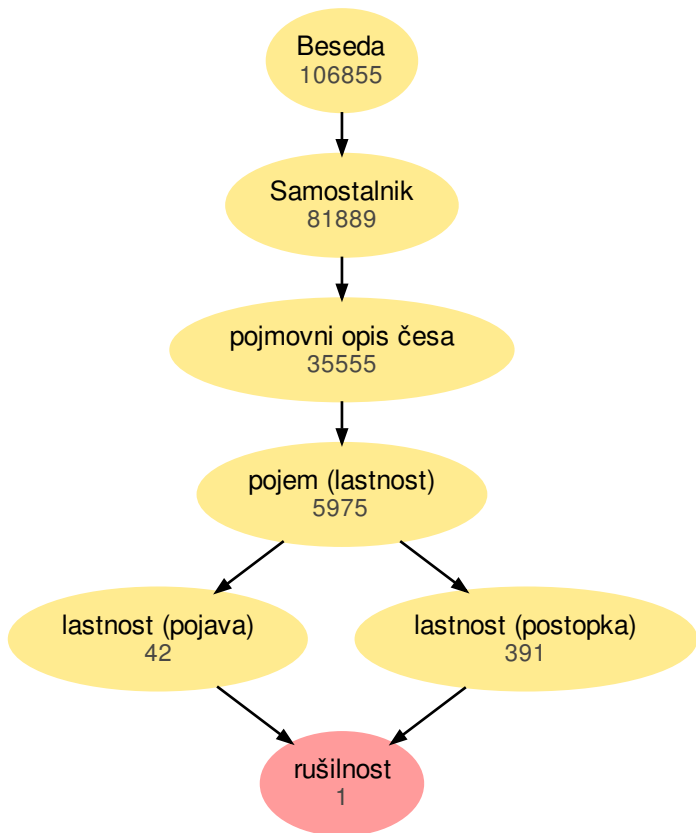 Beseda
106855
Samostalnik
81889
pojmovni opis česa
35555
pojem (lastnost)
5975
lastnost (pojava)
42
lastnost (postopka)
391
rušilnost
1